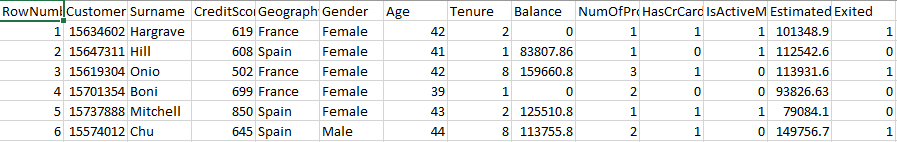 RowNum Customer Surname CreditScor Geograph Gender Age Tenure Balance NumOfPro HasCrCard IsActiveM Estimated Exited
1 15634602 Hargrave 619 France Female 42 2 0 1 1 1 101348.9 1
2 15647311 Hill 608 Spain Female 41 1 83807.86 1 0 1 112542.6 0
3 15619304 Onio 502 France Female 42 8 159660.8 3 1 0 113931.6 1
4 15701354 Boni 699 France Female 39 1 0 2 0 0 93826.63 0
5 15737888 Mitchell 850 Spain Female 43 2 125510.8 1 1 1 79084.1 0
6 15574012 Chu 645 Spain Male 44 8 113755.8 2 1 0 149756.7 1